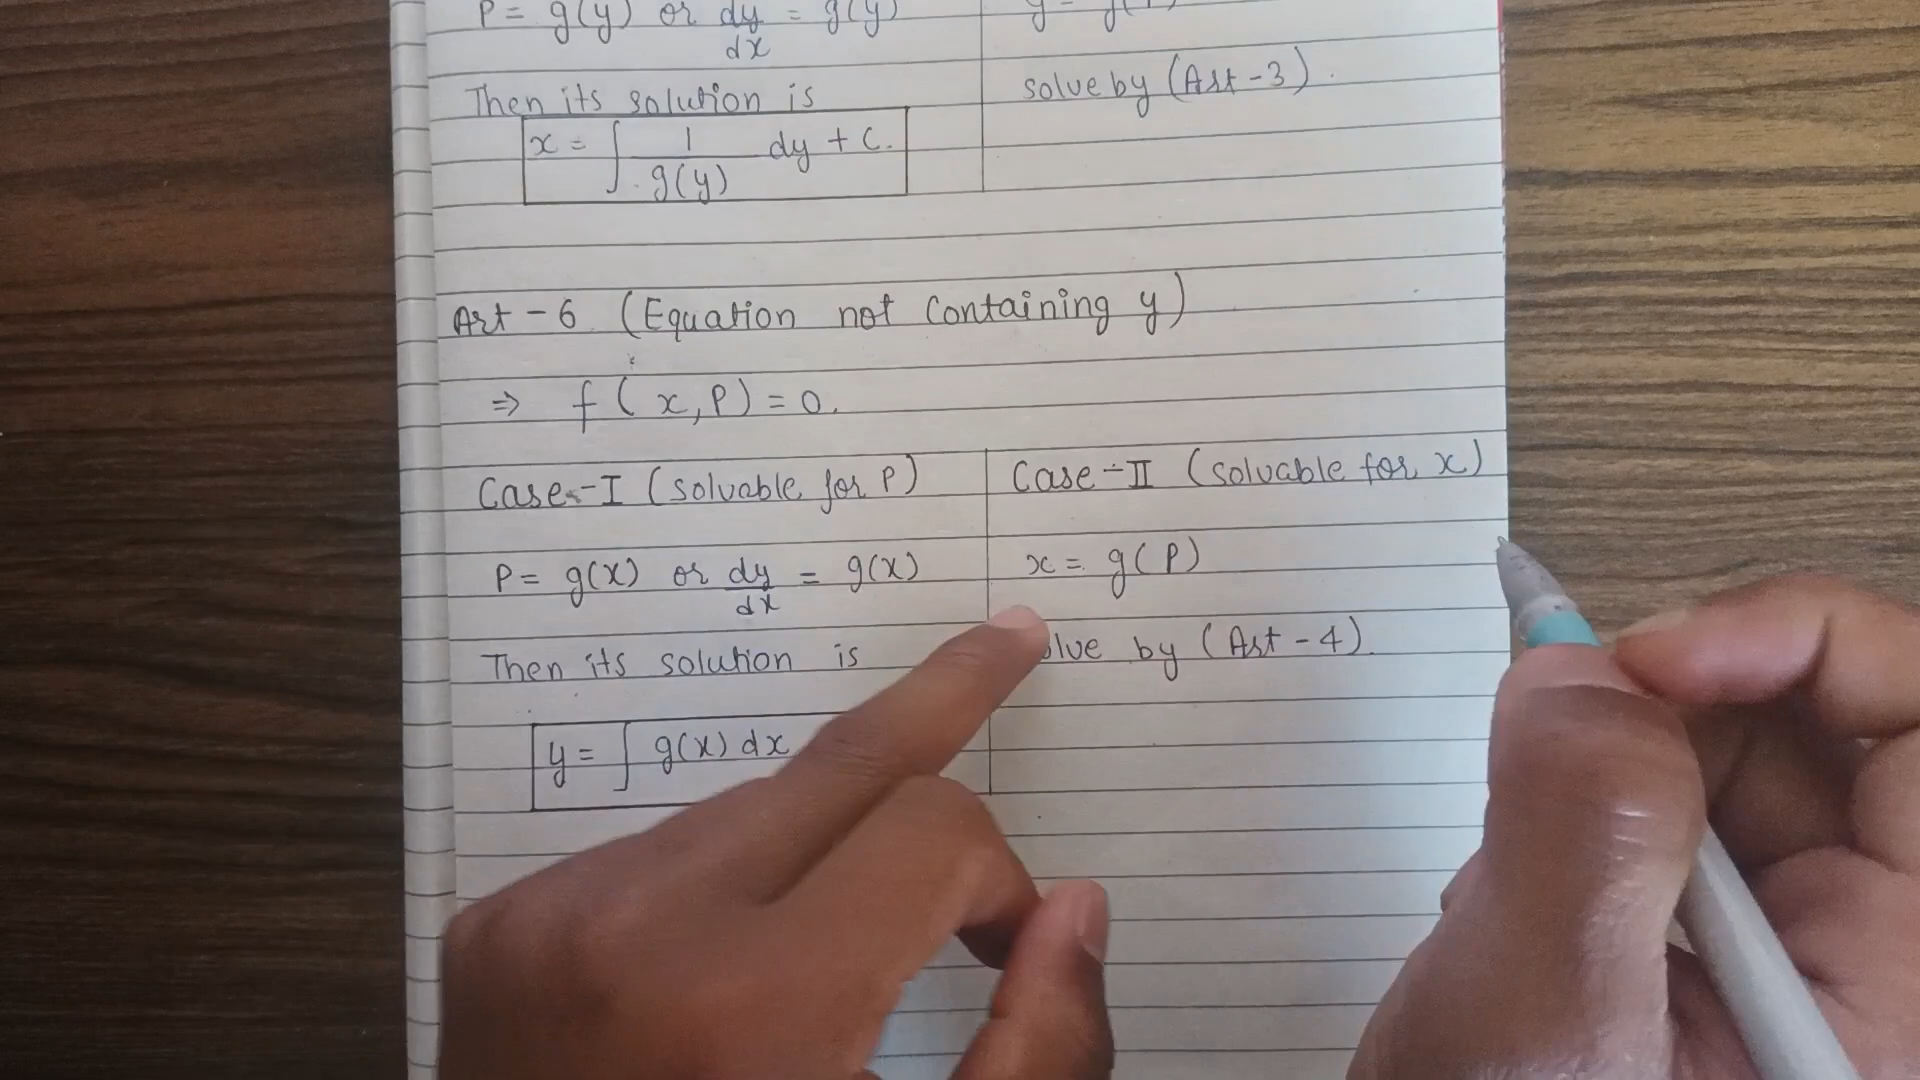 P = g(y) or dy/dx = g(y)
Then its solution is
x = ∫ 1/g(y) dy + c.
solve by (Art - 3).
Art - 6 (Equation not Containing y)
⇒ f(x, P) = 0.
Case - I (solvable for P)
P = g(x) or dy/dx = g(x)
Then its solution is
y = ∫ g(x) dx
Case - II (solvable for x)
x = g(P)
olve by (Art - 4).